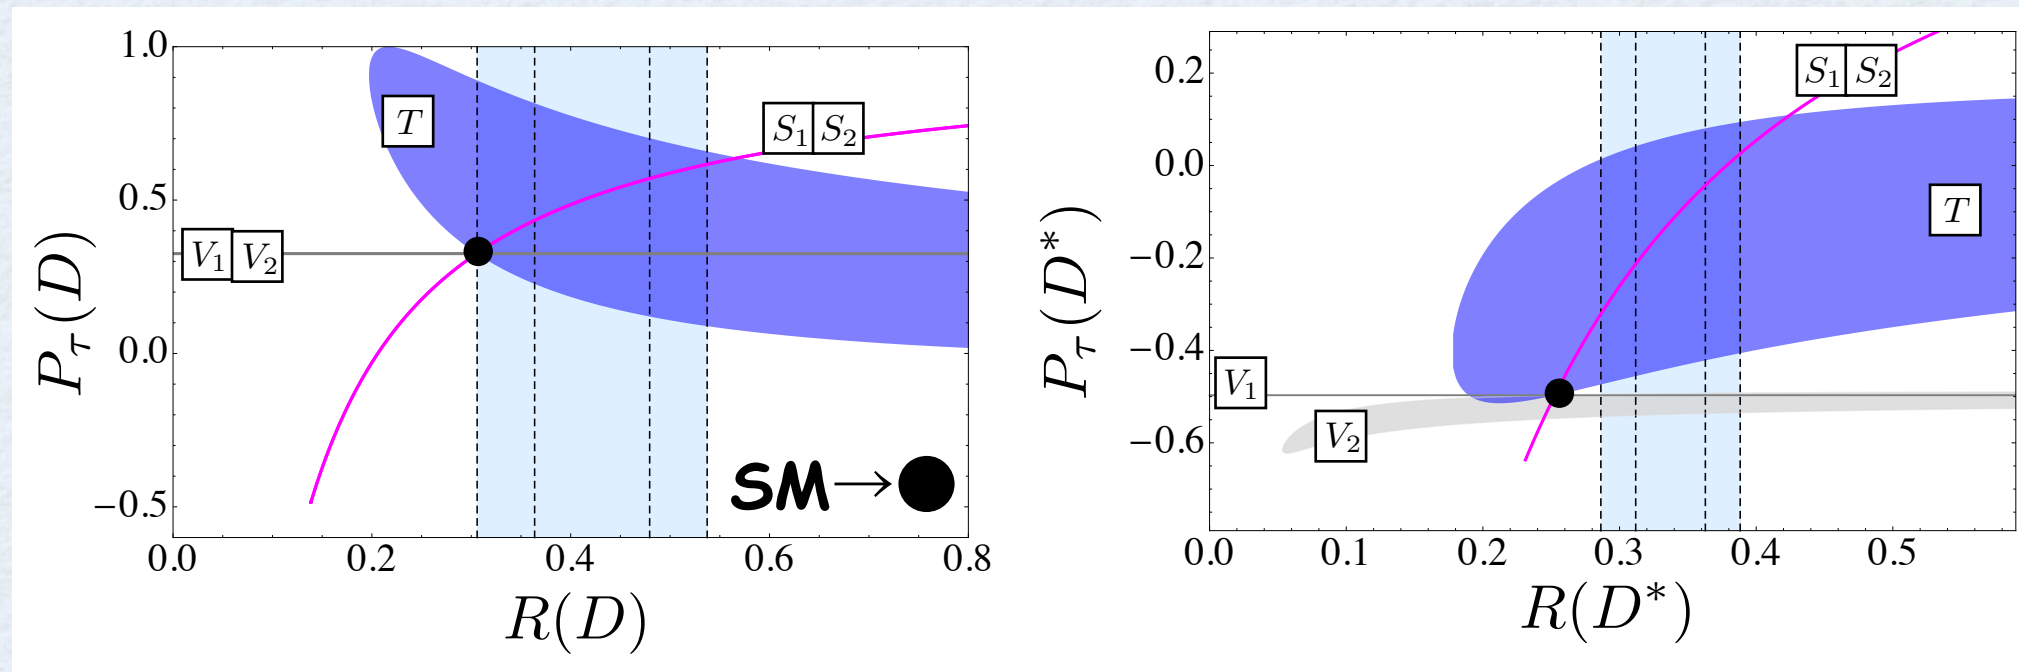 1.0
0.5
0.0
−0.5
P_τ(D)
T
S₁ S₂
V₁ V₂
SM→
0.0 0.2 0.4 0.6 0.8
R(D)
0.2
0.0
−0.2
−0.4
−0.6
P_τ(D*)
S₁ S₂
T
V₁
V₂
0.0 0.1 0.2 0.3 0.4 0.5
R(D*)